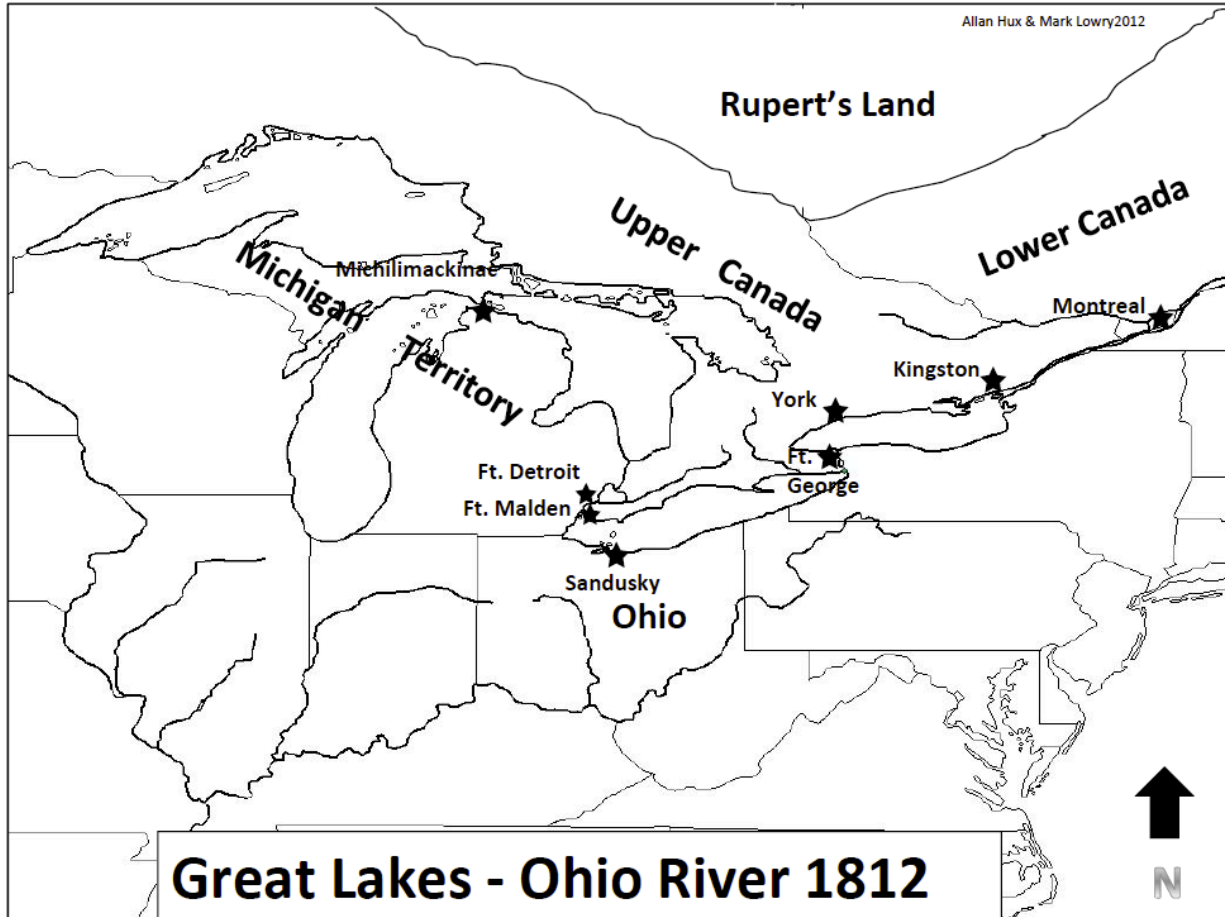 Allan Hux & Mark Lowry2012
Rupert's Land
Upper Canada
Lower Canada
Michilimackinac
Michigan
Territory
Montreal
Kingston
York
Ft.
George
Ft. Detroit
Ft. Malden
Sandusky
Ohio
Great Lakes - Ohio River 1812
N